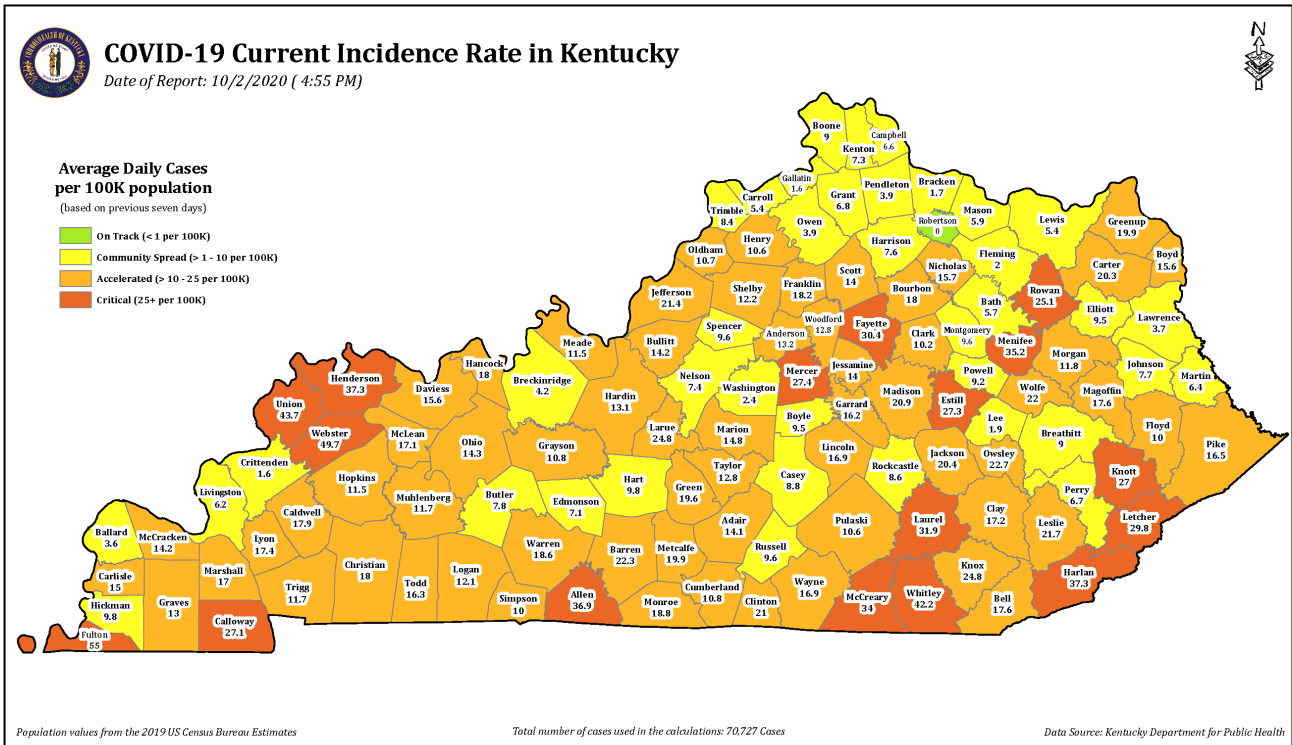 COVID-19 Current Incidence Rate in Kentucky
Date of Report: 10/2/2020 ( 4:55 PM)
N
Average Daily Cases
per 100K population
(based on previous seven days)
On Track (< 1 per 100K)
Community Spread (> 1 - 10 per 100K)
Accelerated (> 10 - 25 per 100K)
Critical (25+ per 100K)
Boone
9
Campbell
6.6
Kenton
7.3
Gallatin
1.6
Carroll
5.4
Trimble
8.4
Grant
6.8
Pendleton
3.9
Bracken
1.7
Owen
3.9
Robertson
0
Mason
5.9
Lewis
5.4
Greenup
19.9
Oldham
10.7
Henry
10.6
Harrison
7.6
Fleming
2
Nicholas
15.7
Carter
20.3
Boyd
15.6
Jefferson
21.4
Shelby
12.2
Franklin
18.2
Scott
14
Bourbon
18
Bath
5.7
Rowan
25.1
Elliott
9.5
Lawrence
3.7
Meade
11.5
Bullitt
14.2
Spencer
9.6
Anderson
13.2
Woodford
12.8
Fayette
30.4
Clark
10.2
Montgomery
9.6
Menifee
35.2
Morgan
11.8
Johnson
7.7
Martin
6.4
Hancock
18
Henderson
37.3
Daviess
15.6
Breckinridge
4.2
Hardin
13.1
Nelson
7.4
Washington
2.4
Mercer
27.4
Jessamine
14
Madison
20.9
Estill
27.3
Powell
9.2
Wolfe
22
Magoffin
17.6
Union
43.7
Webster
49.7
McLean
17.1
Ohio
14.3
Grayson
10.8
Larue
24.8
Marion
14.8
Boyle
9.5
Garrard
16.2
Lee
1.9
Breathitt
9
Floyd
10
Pike
16.5
Crittenden
1.6
Hopkins
11.5
Muhlenberg
11.7
Butler
7.8
Edmonson
7.1
Hart
9.8
Green
19.6
Taylor
12.8
Casey
8.8
Lincoln
16.9
Rockcastle
8.6
Jackson
20.4
Owsley
22.7
Perry
6.7
Knott
27
Livingston
6.2
Caldwell
17.9
Ballard
3.6
McCracken
14.2
Lyon
17.4
Warren
18.6
Barren
22.3
Metcalfe
19.9
Adair
14.1
Russell
9.6
Pulaski
10.6
Laurel
31.9
Clay
17.2
Leslie
21.7
Letcher
29.8
Carlisle
15
Graves
13
Marshall
17
Trigg
11.7
Christian
18
Todd
16.3
Logan
12.1
Simpson
10
Allen
36.9
Monroe
18.8
Cumberland
10.8
Clinton
21
Wayne
16.9
McCreary
34
Whitley
42.2
Knox
24.8
Bell
17.6
Harlan
37.3
Hickman
9.8
Fulton
55
Calloway
27.1
Population values from the 2019 US Census Bureau Estimates
Total number of cases used in the calculations: 70,727 Cases
Data Source: Kentucky Department for Public Health